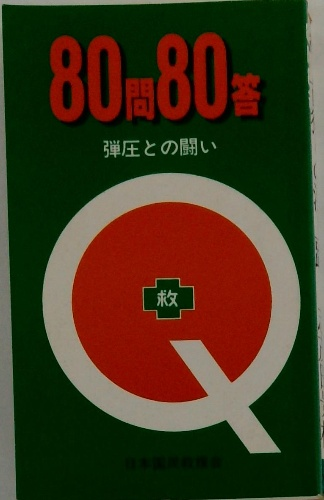 80問80答
弾圧との闘い
Q
救
日本国民救援会